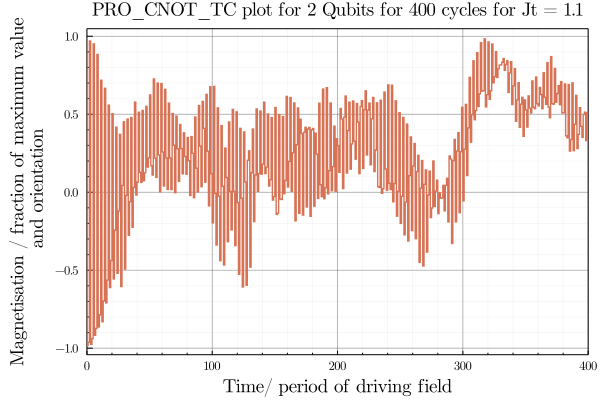 PRO_CNOT_TC plot for 2 Qubits for 400 cycles for Jt = 1.1
Magnetisation / fraction of maximum value
and orientation
1.0
0.5
0.0
−0.5
−1.0
0 100 200 300 400
Time/ period of driving field